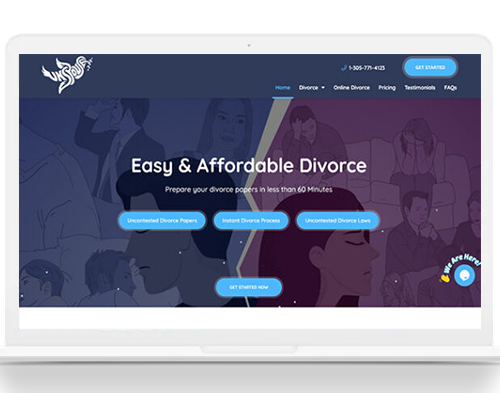 UNSPOUSE
1-305-771-4123
GET STARTED
Home
Divorce
Online Divorce
Pricing
Testimonials
FAQs
Easy & Affordable Divorce
Prepare your divorce papers in less than 60 Minutes
Uncontested Divorce Papers
Instant Divorce Process
Uncontested Divorce Laws
We Are Here!
GET STARTED NOW